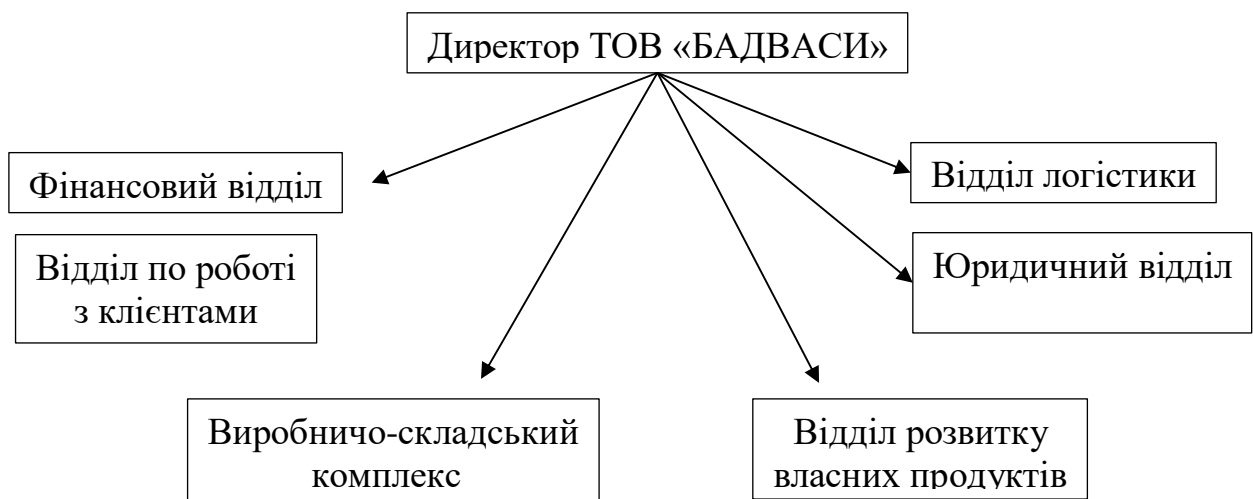 Директор ТОВ «БАДВАСИ»
Фінансовий відділ
Відділ логістики
Відділ по роботі
з клієнтами
Юридичний відділ
Виробничо-складський
комплекс
Відділ розвитку
власних продуктів